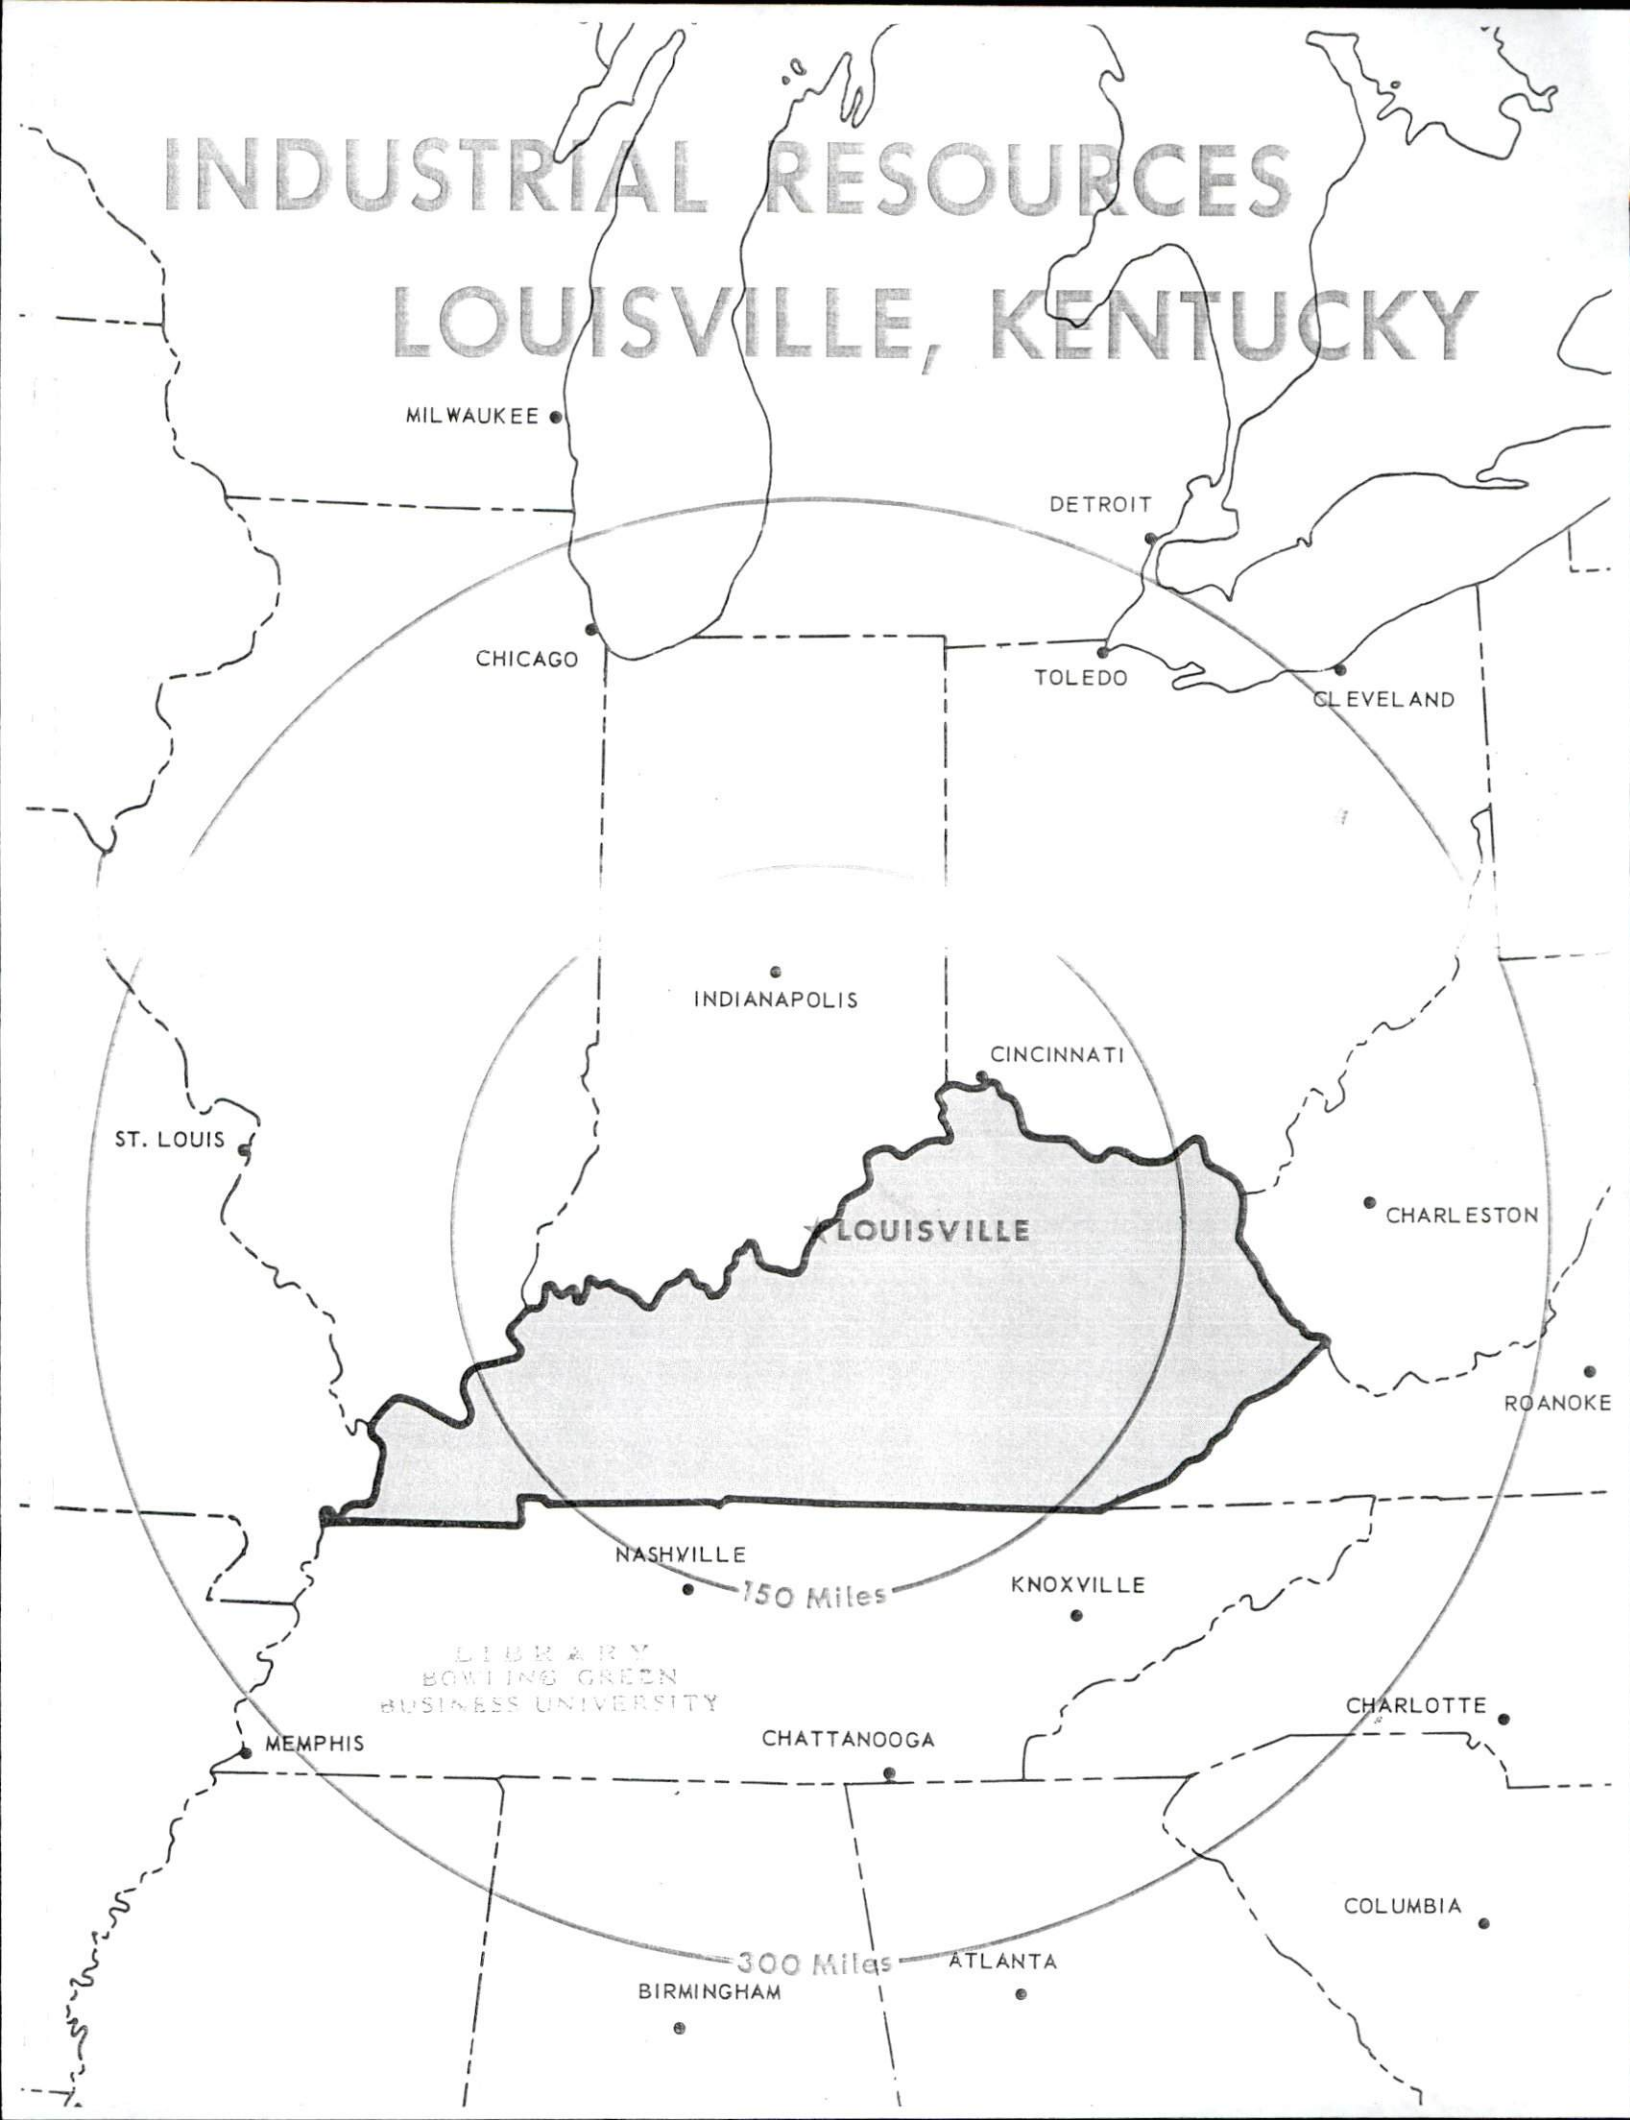 INDUSTRIAL RESOURCES
LOUISVILLE, KENTUCKY
MILWAUKEE
DETROIT
CHICAGO
TOLEDO
CLEVELAND
INDIANAPOLIS
CINCINNATI
ST. LOUIS
CHARLESTON
LOUISVILLE
ROANOKE
NASHVILLE
KNOXVILLE
150 Miles
LIBRARY
BOWLING GREEN
BUSINESS UNIVERSITY
CHARLOTTE
MEMPHIS
CHATTANOOGA
COLUMBIA
300 Miles
ATLANTA
BIRMINGHAM